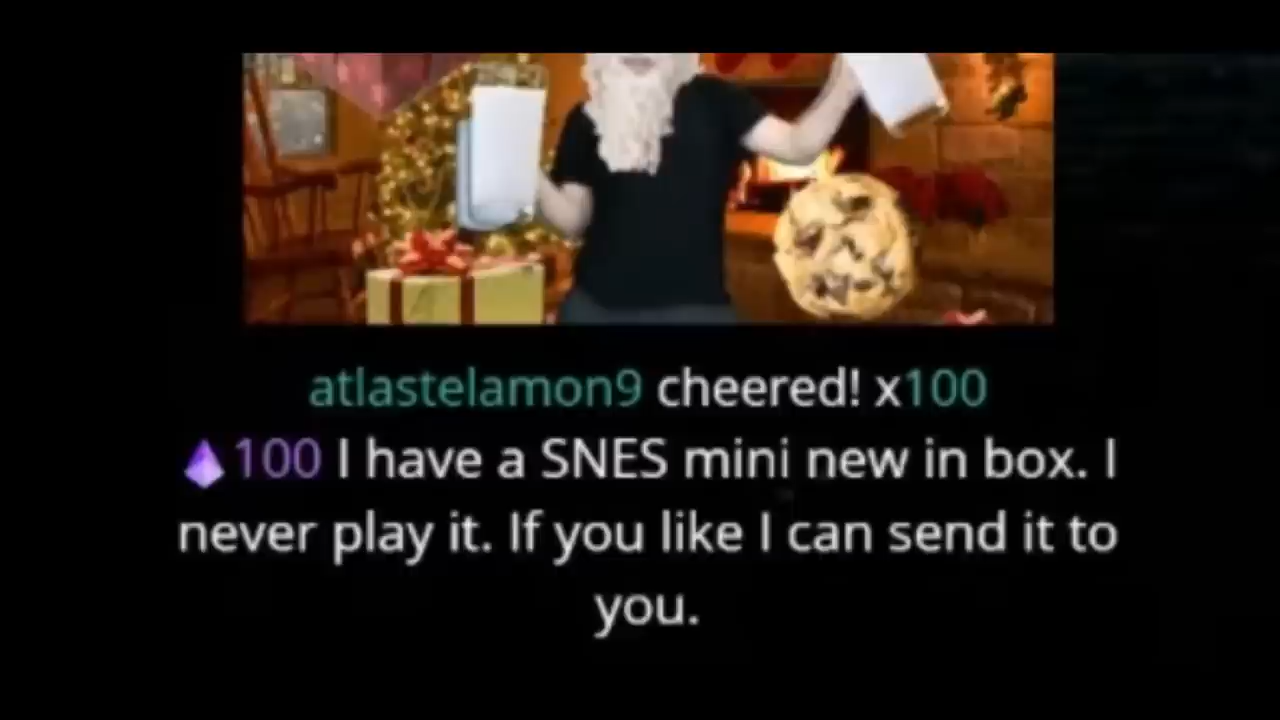 atlastelamon9 cheered! x100
100 I have a SNES mini new in box. I
never play it. If you like I can send it to
you.